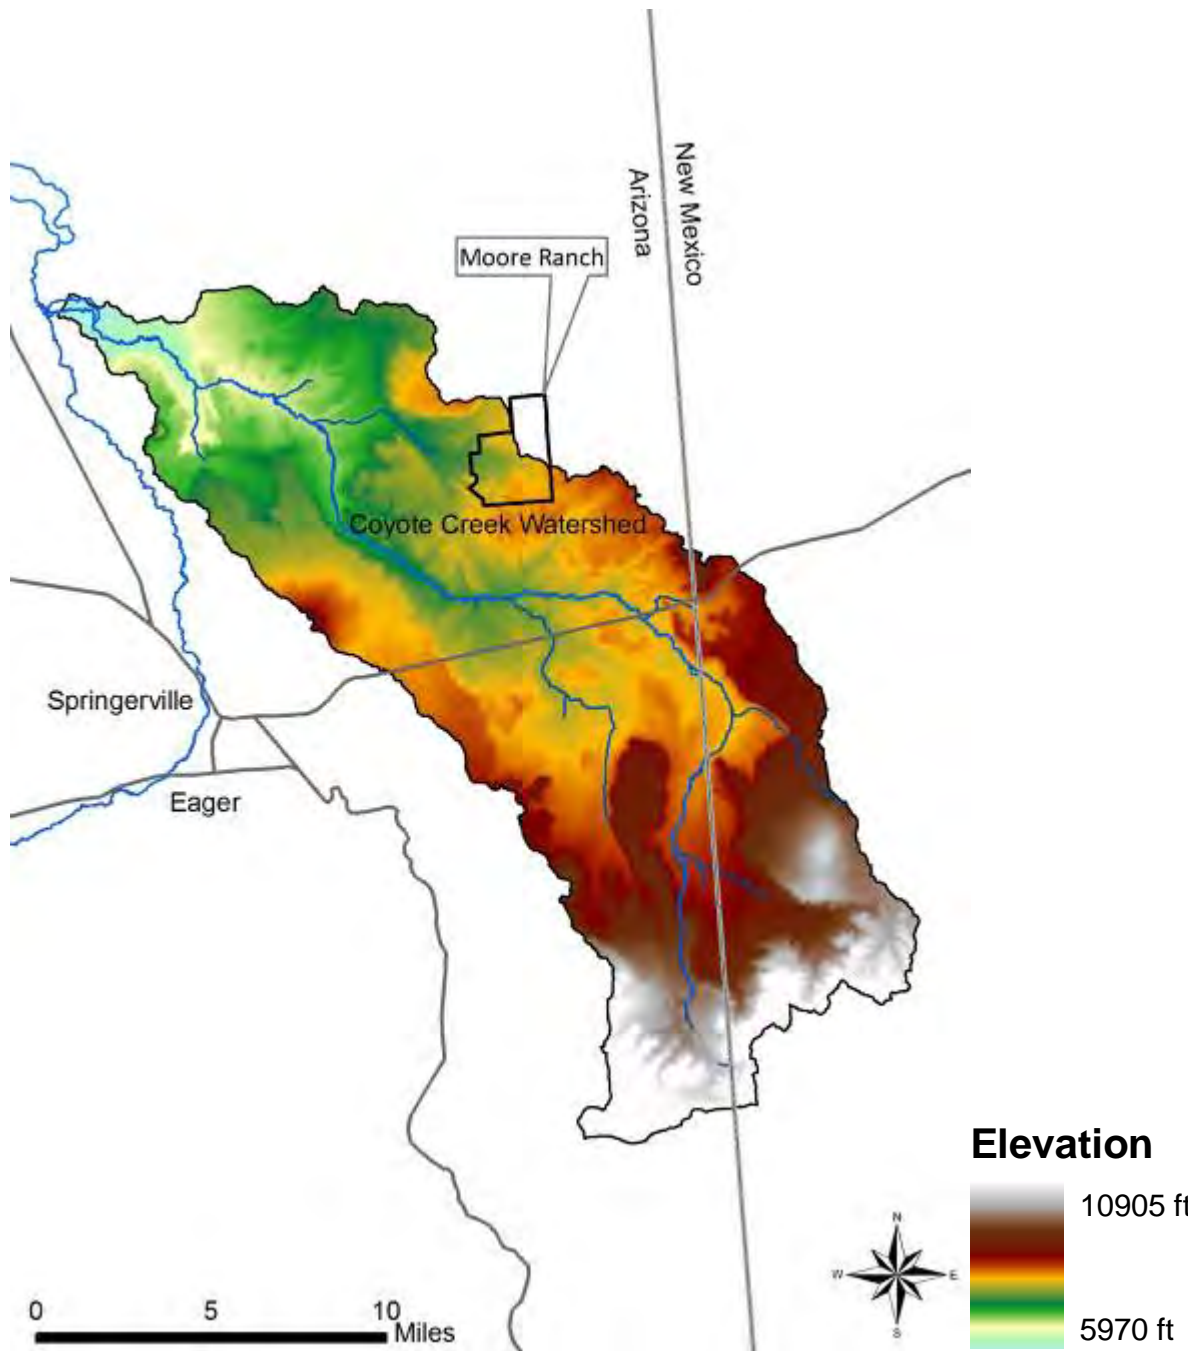 New Mexico
Arizona
Moore Ranch
Coyote Creek Watershed
Springerville
Eager
Elevation
10905 ft
5970 ft
N
W E
S
0 5 10
Miles